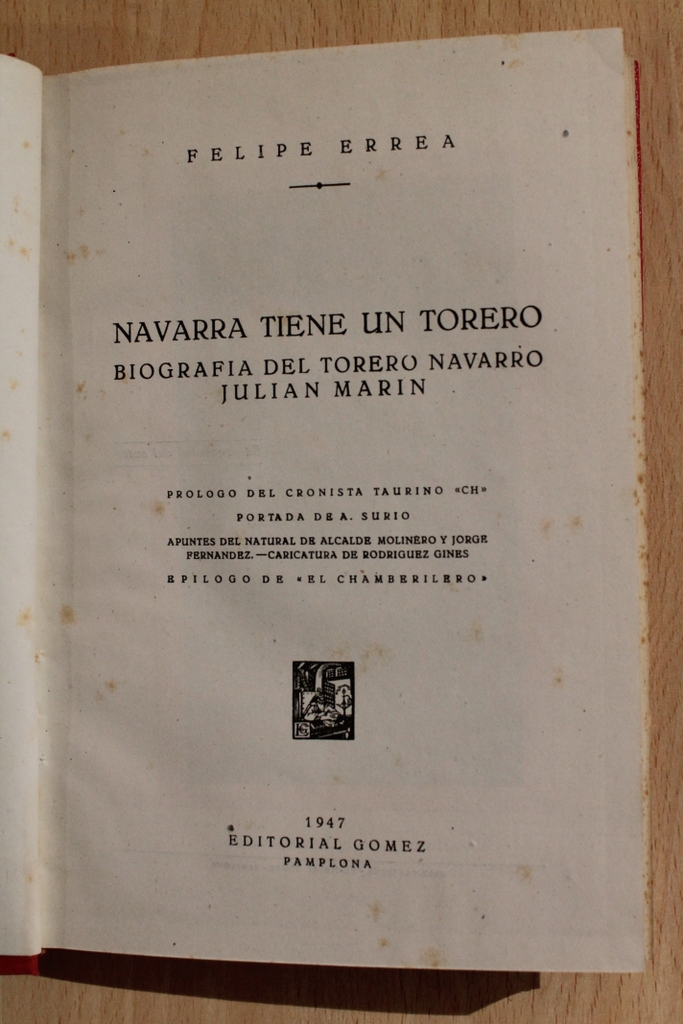 FELIPE ERREA
NAVARRA TIENE UN TORERO
BIOGRAFIA DEL TORERO NAVARRO
JULIAN MARIN
PROLOGO DEL CRONISTA TAURINO «CH»
PORTADA DE A. SURIO
APUNTES DEL NATURAL DE ALCALDE MOLINERO Y JORGE
FERNANDEZ.—CARICATURA DE RODRIGUEZ GINES
EPILOGO DE «EL CHAMBERILERO»
1947
EDITORIAL GOMEZ
PAMPLONA